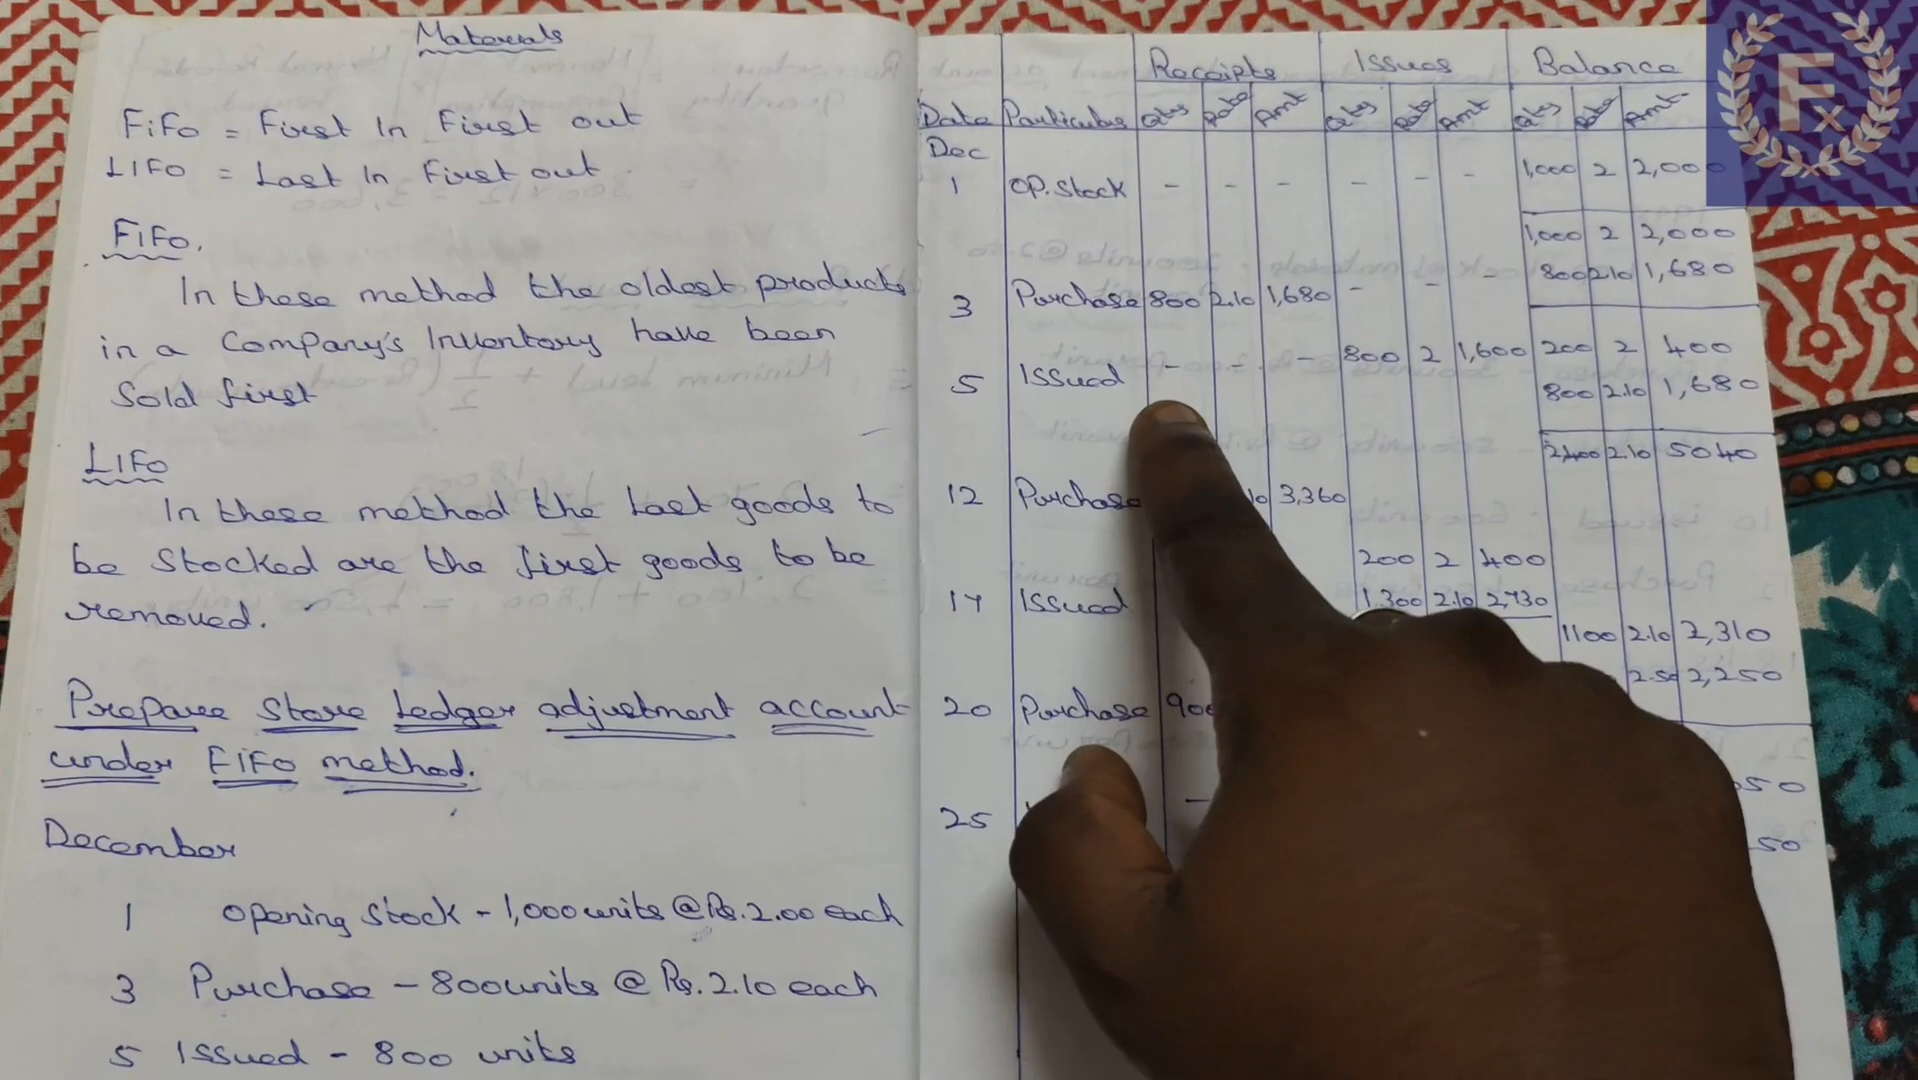 Materials
FiFo = First In First out
LIFO = Last In First out
FiFo.
In these method the oldest products
in a Company's Inventory have been
Sold first
LIFo
In these method the Last goods to
be stocked are the first goods to be
removed.
Prepare Store Ledger adjustment account
under FIFO method.
December
1 Opening Stock - 1,000 units @ Rs. 2.00 each
3 Purchase - 800 units @ Rs. 2.10 each
5 Issued - 800 units
Receipts Issues Balance
Date Particulars Qty Rate Amt Qty Rate Amt Qty Rate Amt
Dec
1 OP. Stock - - - - - - 1,000 2 2,000
1,000 2 2,000
800 2.10 1,680
3 Purchase 800 2.10 1,680 - - -
800 2 1,600 200 2 400
5 Issued - - - 800 2.10 1,680
2400 2.10 5040
12 Purchase 3,360
200 2 400
17 Issued 1,300 2.10 2,730
1100 2.10 2,310
2.50 2,250
20 Purchase 900
50
25 -
50
Fx